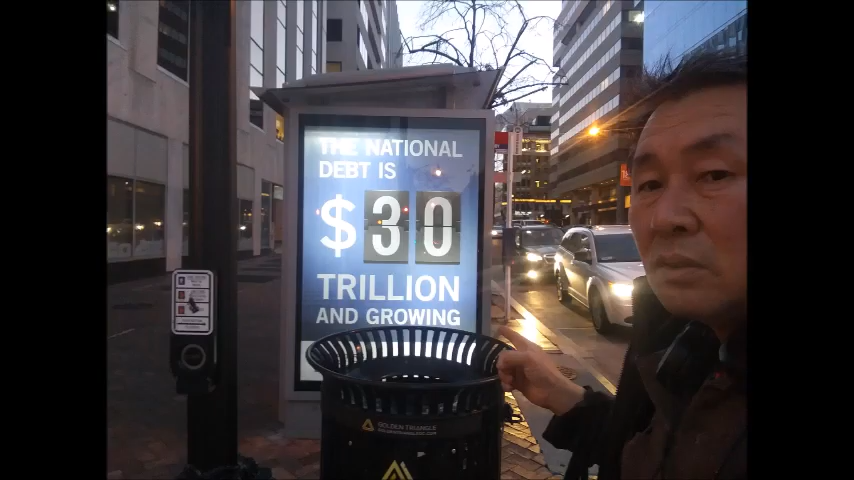 THE NATIONAL
DEBT IS
$30
TRILLION
AND GROWING
GOLDEN TRIANGLE